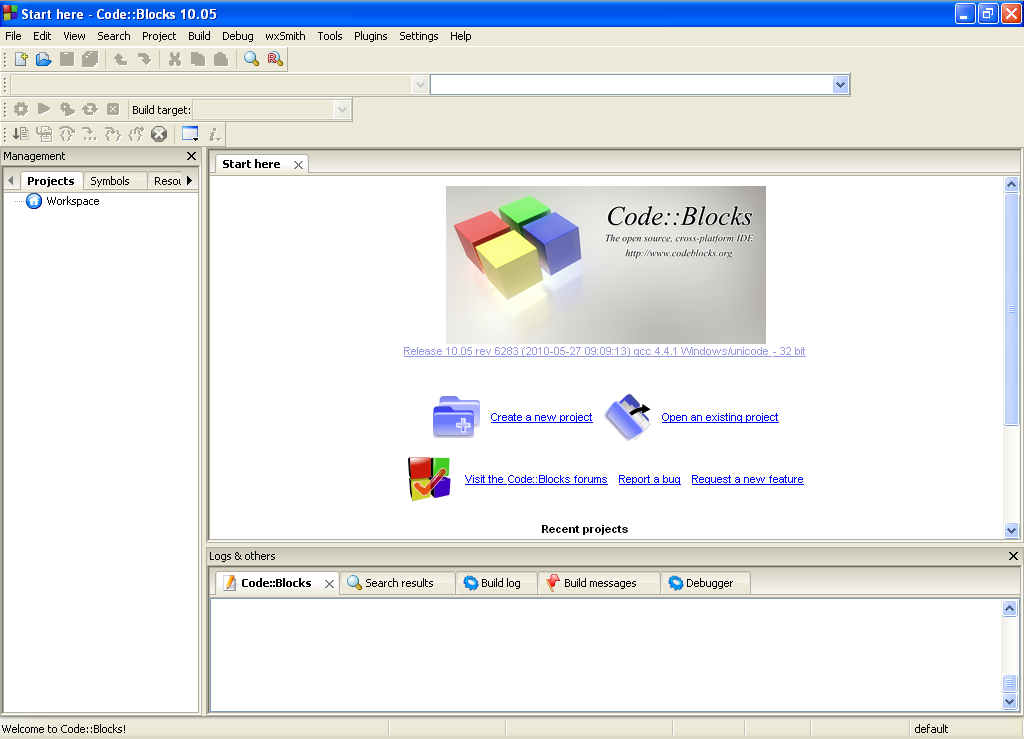 Start here - Code::Blocks 10.05
File Edit View Search Project Build Debug wxSmith Tools Plugins Settings Help
Build target:
Management
Projects Symbols Resou
Workspace
Start here
Code::Blocks
The open source, cross-platform IDE
http://www.codeblocks.org
Release 10.05 rev 6283 (2010-05-27 09:09:13) gcc 4.4.1 Windows/unicode - 32 bit
Create a new project Open an existing project
Visit the Code::Blocks forums Report a bug Request a new feature
Recent projects
Logs & others
Code::Blocks Search results Build log Build messages Debugger
Welcome to Code::Blocks! default